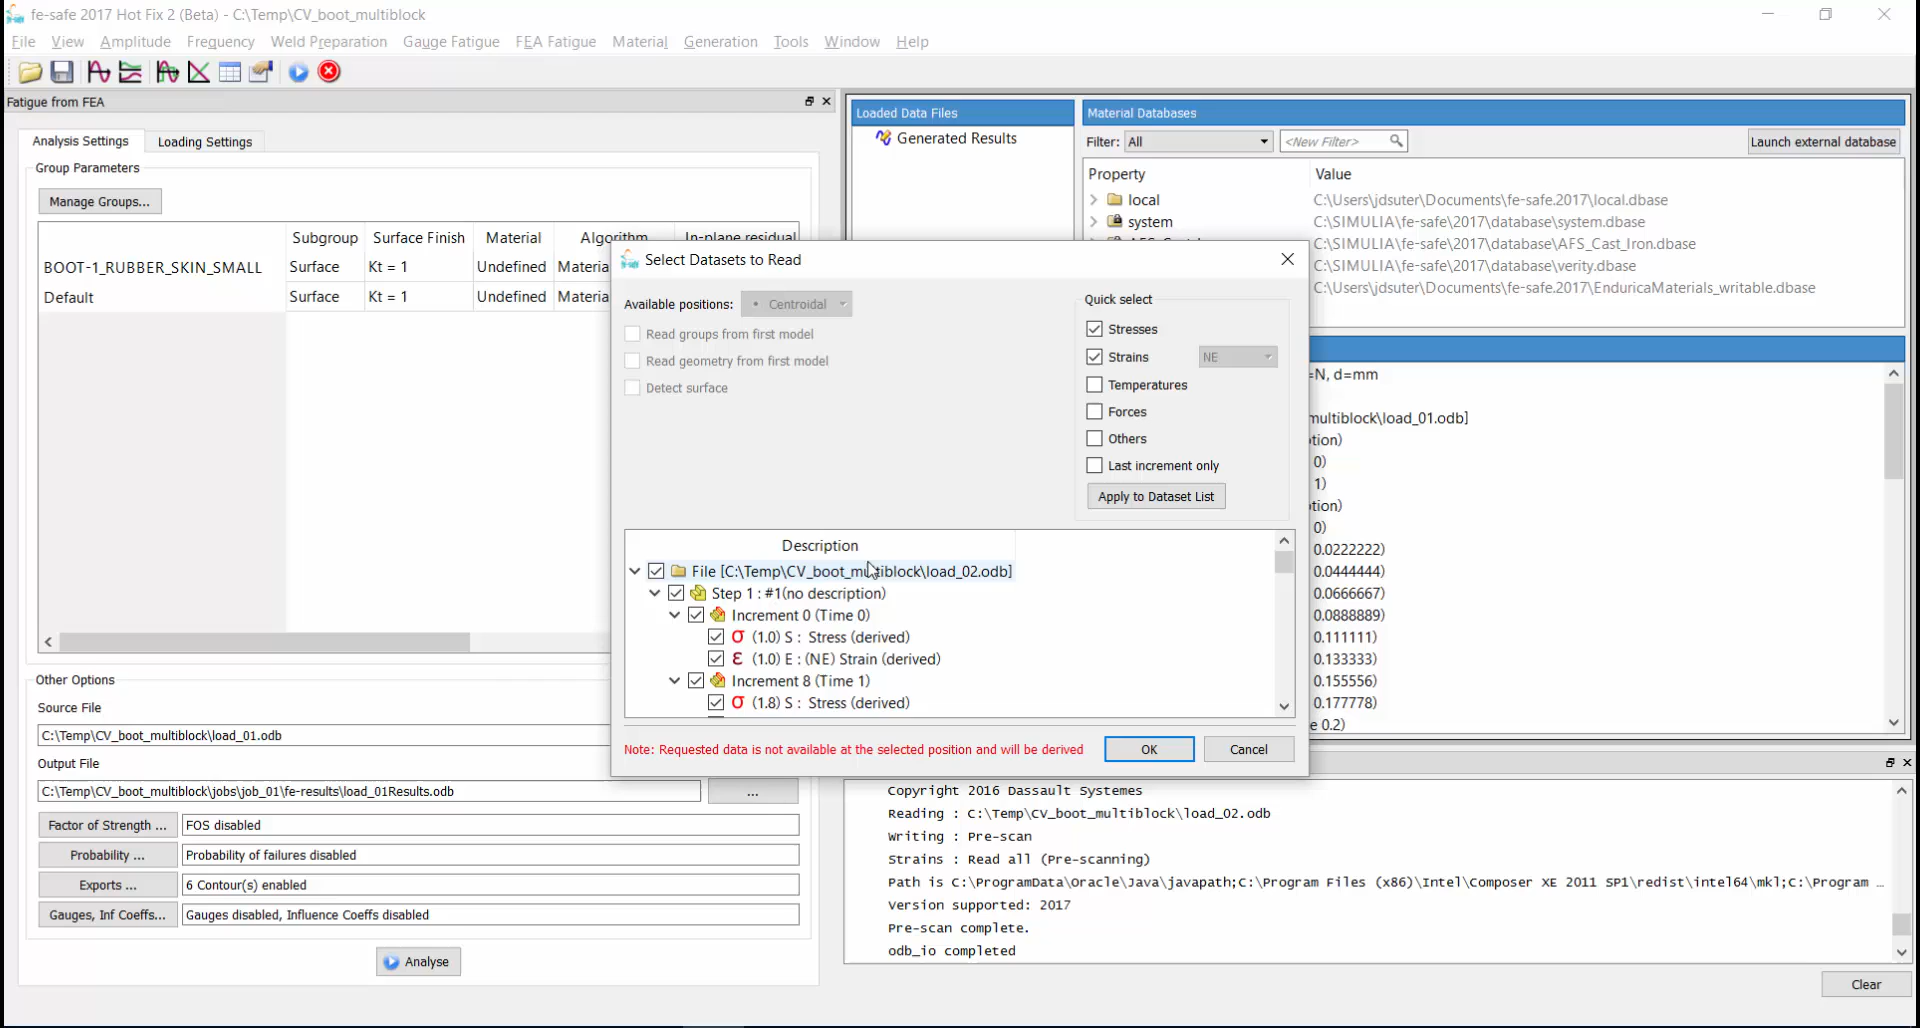 fe-safe 2017 Hot Fix 2 (Beta) - C:\Temp\CV_boot_multiblock
File View Amplitude Frequency Weld Preparation Gauge Fatigue FEA Fatigue Material Generation Tools Window Help
Fatigue from FEA
Analysis Settings
Loading Settings
Group Parameters
Manage Groups...
Subgroup Surface Finish Material Algorithm In-plane residual
BOOT-1_RUBBER_SKIN_SMALL Surface Kt = 1 Undefined Materia
Default Surface Kt = 1 Undefined Materia
Other Options
Source File
C:\Temp\CV_boot_multiblock\load_01.odb
Output File
C:\Temp\CV_boot_multiblock\jobs\job_01\fe-results\load_01Results.odb
...
Factor of Strength ... FOS disabled
Probability ... Probability of failures disabled
Exports ... 6 Contour(s) enabled
Gauges, Inf Coeffs... Gauges disabled, Influence Coeffs disabled
Analyse
Loaded Data Files
Generated Results
Material Databases
Filter: All <New Filter> Launch external database
Property Value
local C:\Users\jdsuter\Documents\fe-safe.2017\local.dbase
system C:\SIMULIA\fe-safe\2017\database\system.dbase
C:\SIMULIA\fe-safe\2017\database\AFS_Cast_Iron.dbase
C:\SIMULIA\fe-safe\2017\database\verity.dbase
C:\Users\jdsuter\Documents\fe-safe.2017\EnduricaMaterials_writable.dbase
Select Datasets to Read
Available positions: Centroidal
Read groups from first model
Read geometry from first model
Detect surface
Quick select
Stresses
Strains NE
Temperatures
Forces
Others
Last increment only
Apply to Dataset List
Description
File [C:\Temp\CV_boot_multiblock\load_02.odb]
Step 1 : #1(no description)
Increment 0 (Time 0)
(1.0) S : Stress (derived)
(1.0) E : (NE) Strain (derived)
Increment 8 (Time 1)
(1.8) S : Stress (derived)
Note: Requested data is not available at the selected position and will be derived
OK
Cancel
=N, d=mm
multiblock\load_01.odb]
tion)
0)
1)
tion)
0)
0.0222222)
0.0444444)
0.0666667)
0.0888889)
0.111111)
0.133333)
0.155556)
0.177778)
e 0.2)
Copyright 2016 Dassault Systemes
Reading : C:\Temp\CV_boot_multiblock\load_02.odb
Writing : Pre-scan
Strains : Read all (Pre-scanning)
Path is C:\ProgramData\Oracle\Java\javapath;C:\Program Files (x86)\Intel\Composer XE 2011 SP1\redist\intel64\mkl;C:\Program ...
Version supported: 2017
Pre-scan complete.
odb_io completed
Clear